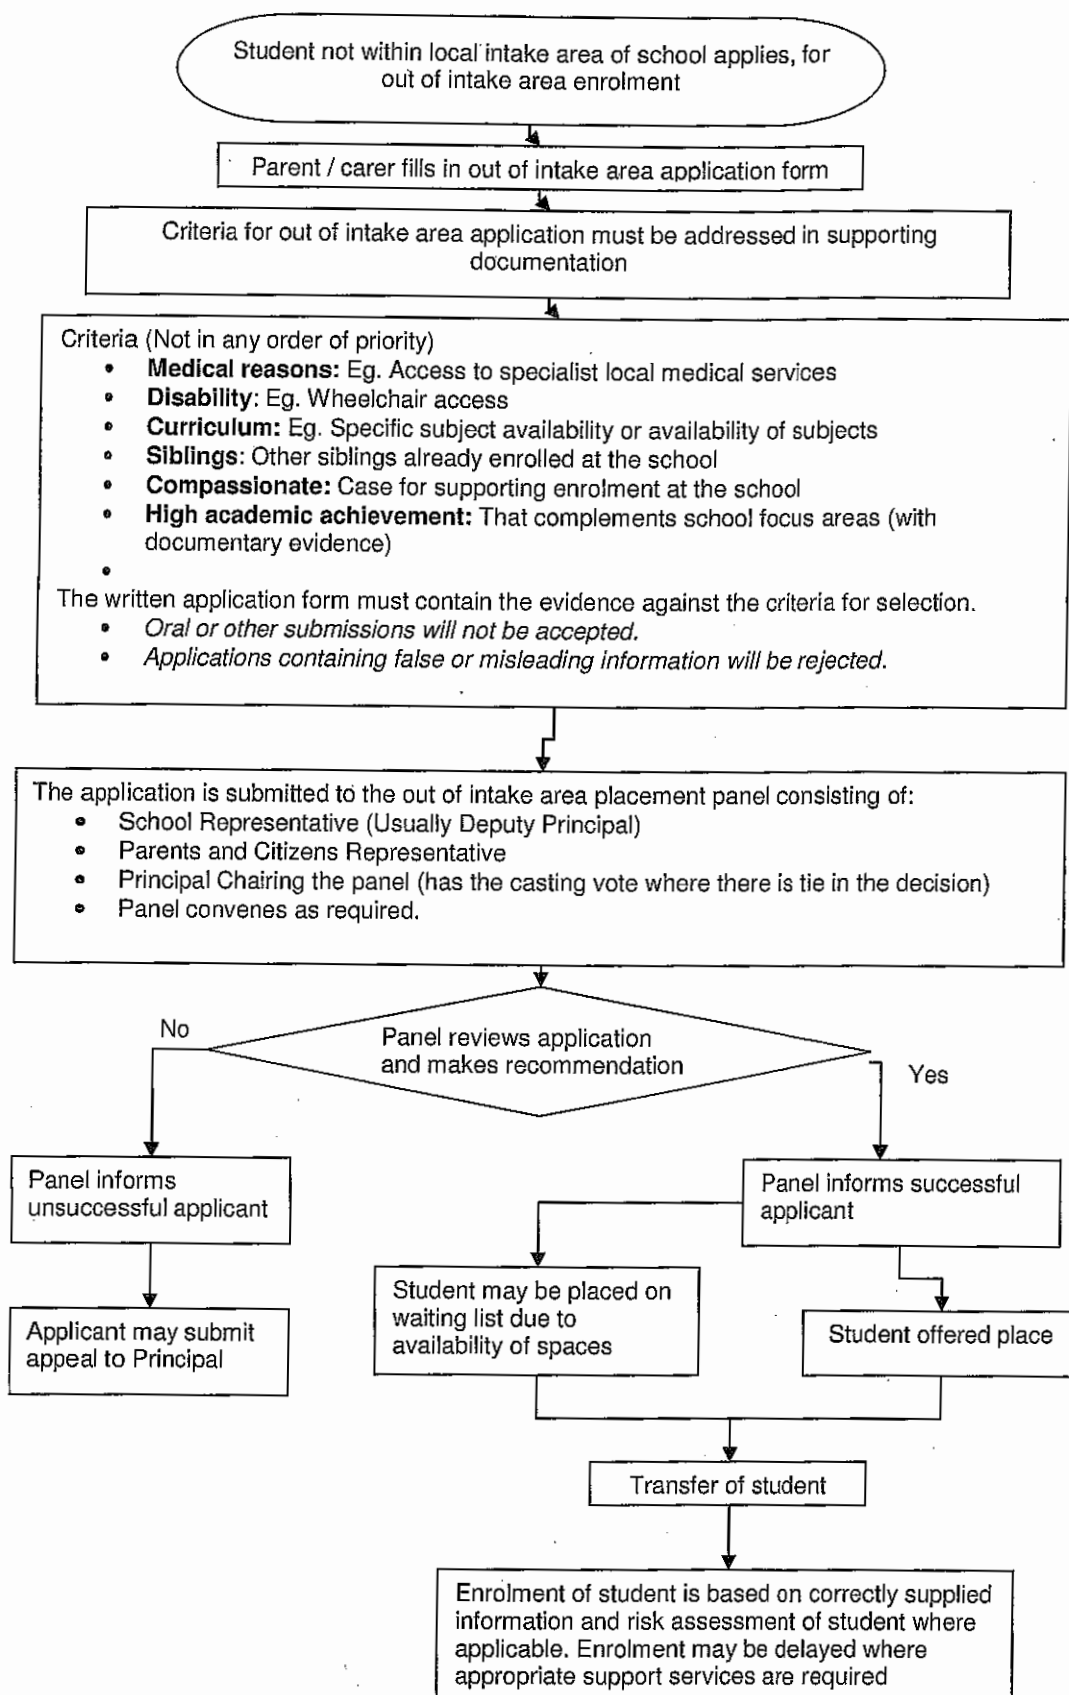 Student not within local intake area of school applies, for
out of intake area enrolment
Parent / carer fills in out of intake area application form
Criteria for out of intake area application must be addressed in supporting
documentation
Criteria (Not in any order of priority)
• Medical reasons: Eg. Access to specialist local medical services
• Disability: Eg. Wheelchair access
• Curriculum: Eg. Specific subject availability or availability of subjects
• Siblings: Other siblings already enrolled at the school
• Compassionate: Case for supporting enrolment at the school
• High academic achievement: That complements school focus areas (with
documentary evidence)
•
The written application form must contain the evidence against the criteria for selection.
• Oral or other submissions will not be accepted.
• Applications containing false or misleading information will be rejected.
The application is submitted to the out of intake area placement panel consisting of:
• School Representative (Usually Deputy Principal)
• Parents and Citizens Representative
• Principal Chairing the panel (has the casting vote where there is tie in the decision)
• Panel convenes as required.
Panel reviews application
and makes recommendation
No
Yes
Panel informs
unsuccessful applicant
Panel informs successful
applicant
Applicant may submit
appeal to Principal
Student may be placed on
waiting list due to
availability of spaces
Student offered place
Transfer of student
Enrolment of student is based on correctly supplied
information and risk assessment of student where
applicable. Enrolment may be delayed where
appropriate support services are required